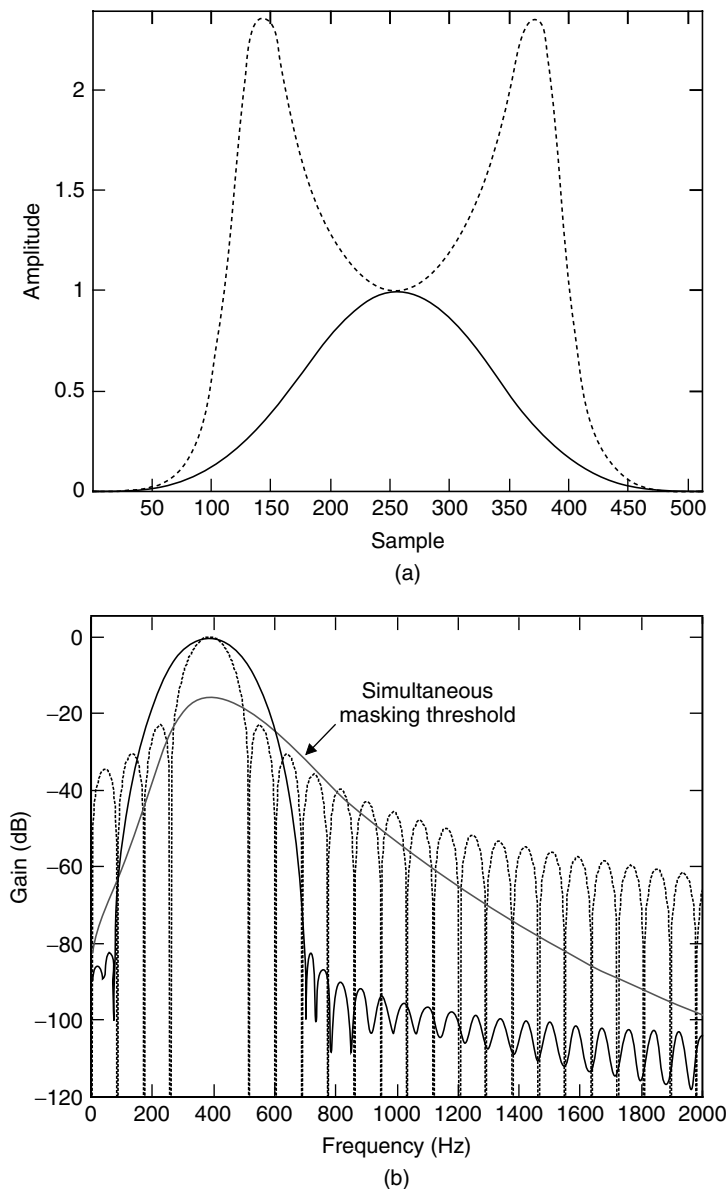 2
1.5
1
0.5
0
Amplitude
50 100 150 200 250 300 350 400 450 500
Sample
(a)
0
−20
−40
−60
−80
−100
−120
Gain (dB)
Simultaneous
masking threshold
0 200 400 600 800 1000 1200 1400 1600 1800 2000
Frequency (Hz)
(b)